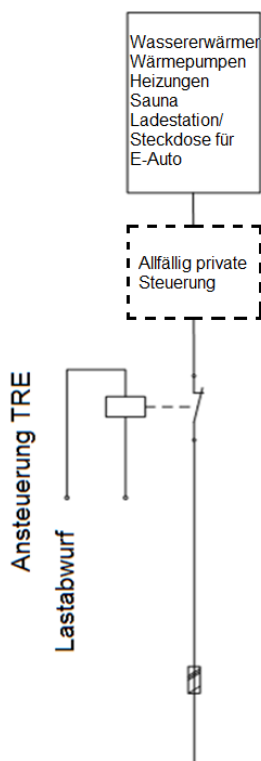 Wassererwärmer
Wärmepumpen
Heizungen
Sauna
Ladestation/
Steckdose für
E-Auto
Allfällig private
Steuerung
Ansteuerung TRE
Lastabwurf